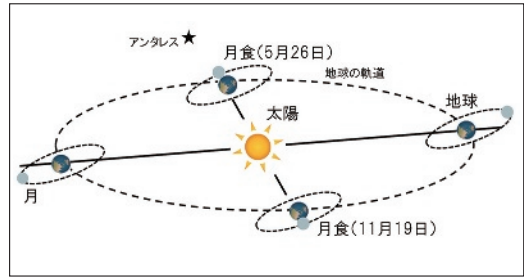 アンタレス★
月食(5月26日)
地球の軌道
太陽
地球
月
月食(11月19日)